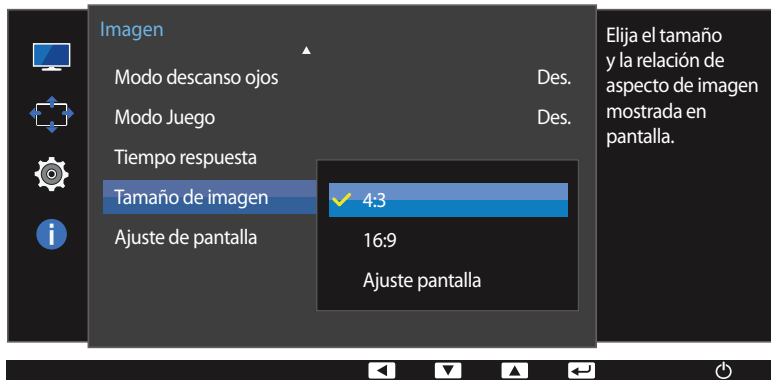 Imagen
Modo descanso ojos Des.
Modo Juego Des.
Tiempo respuesta
Tamaño de imagen
Ajuste de pantalla
4:3
16:9
Ajuste pantalla
Elija el tamaño
y la relación de
aspecto de imagen
mostrada en
pantalla.